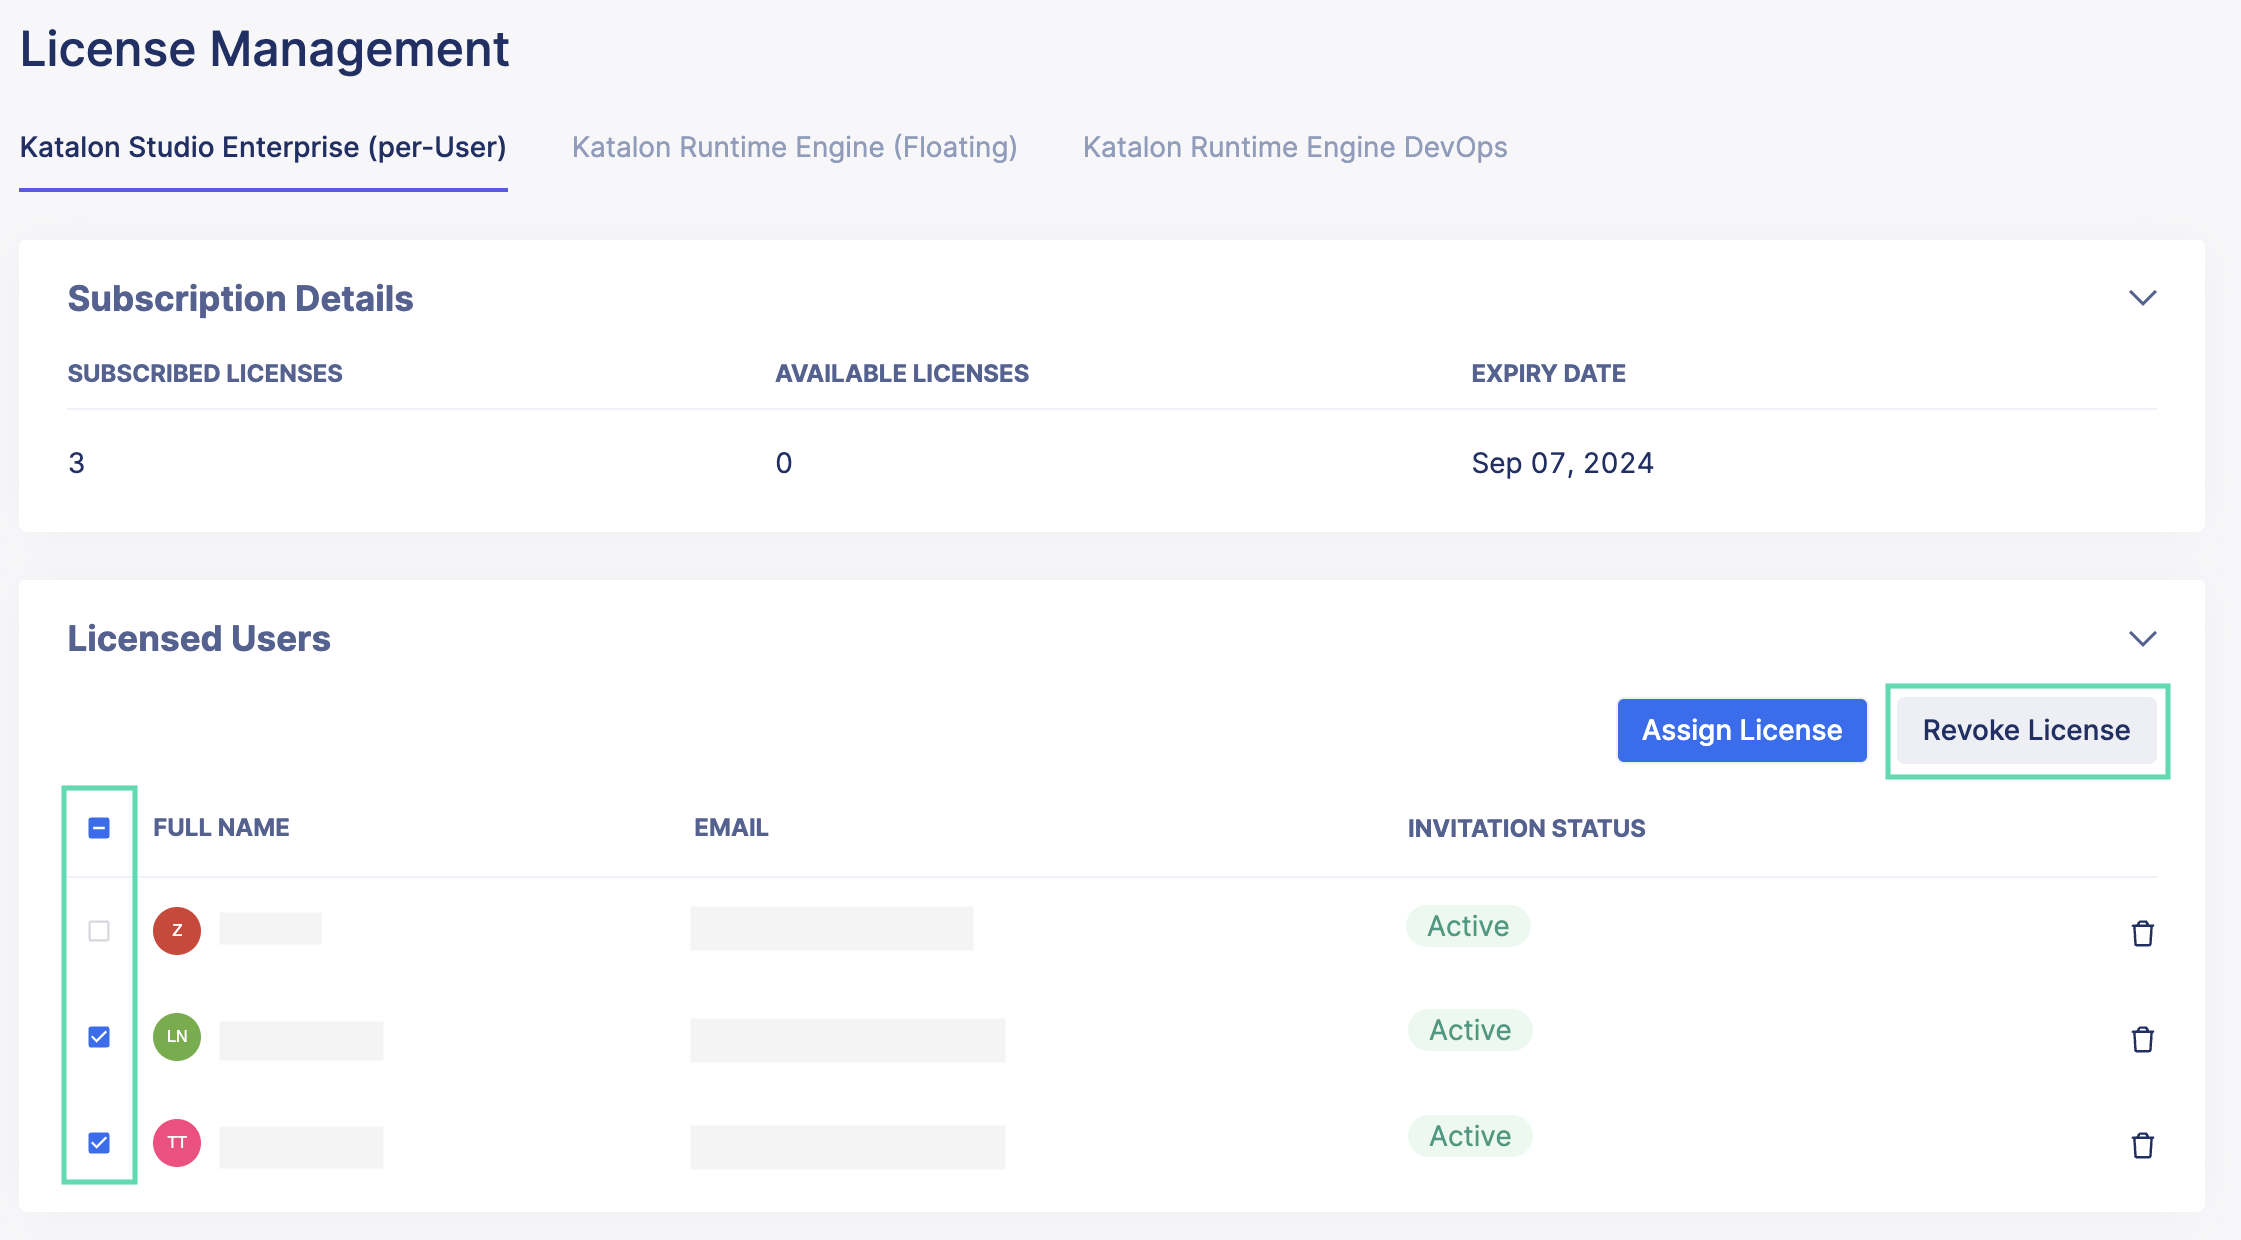 License Management
Katalon Studio Enterprise (per-User) Katalon Runtime Engine (Floating) Katalon Runtime Engine DevOps
Subscription Details
SUBSCRIBED LICENSES AVAILABLE LICENSES EXPIRY DATE
3 0 Sep 07, 2024
Licensed Users
Assign License Revoke License
FULL NAME EMAIL INVITATION STATUS
Z Active
LN Active
TT Active